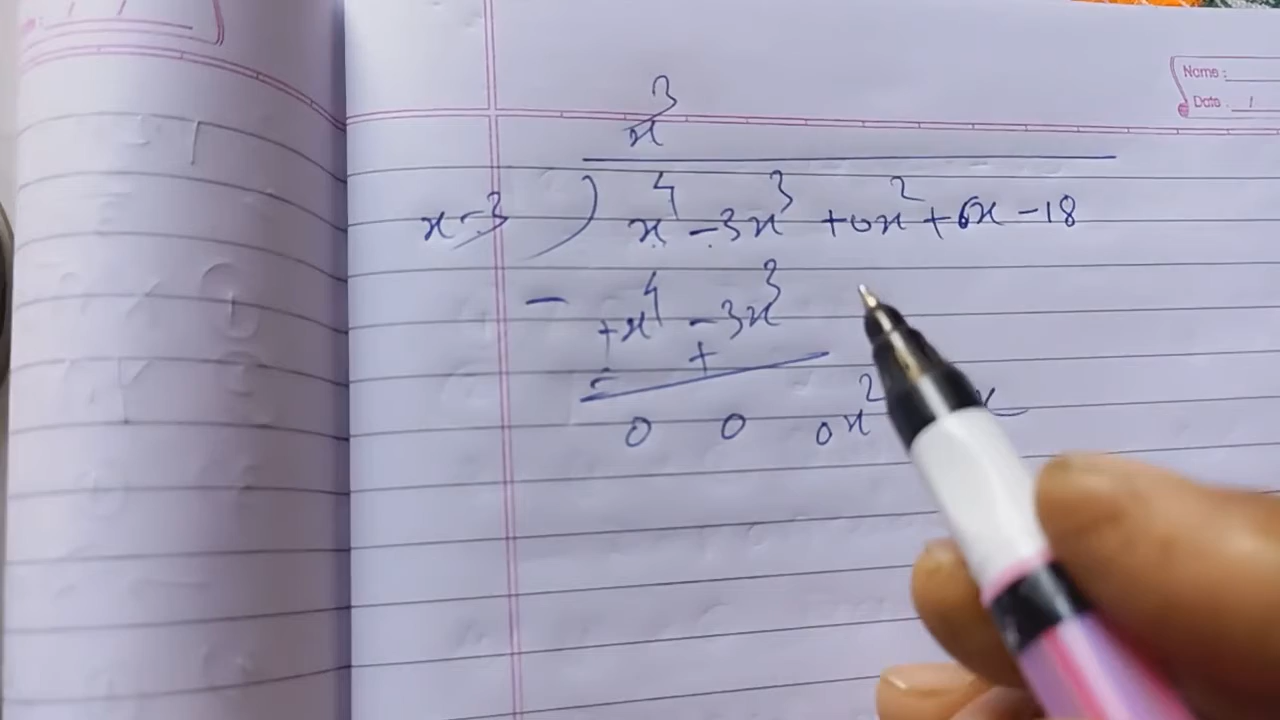 Name :
Date :
x³
x-3 ) x⁴ -3x³ +0x² +6x -18
- +x⁴ -3x³
- +
0 0 0x² x